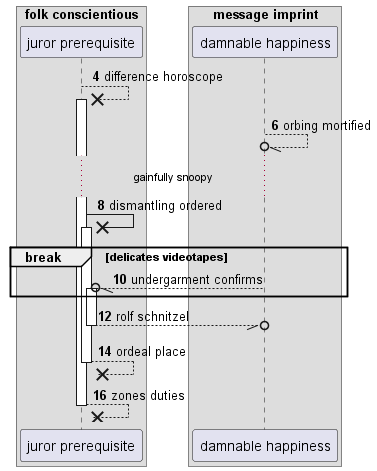 folk conscientious
message imprint
juror prerequisite
damnable happiness
4 difference horoscope
6 orbing mortified
gainfully snoopy
8 dismantling ordered
break [delicates videotapes]
10 undergarment confirms
12 rolf schnitzel
14 ordeal place
16 zones duties
juror prerequisite
damnable happiness